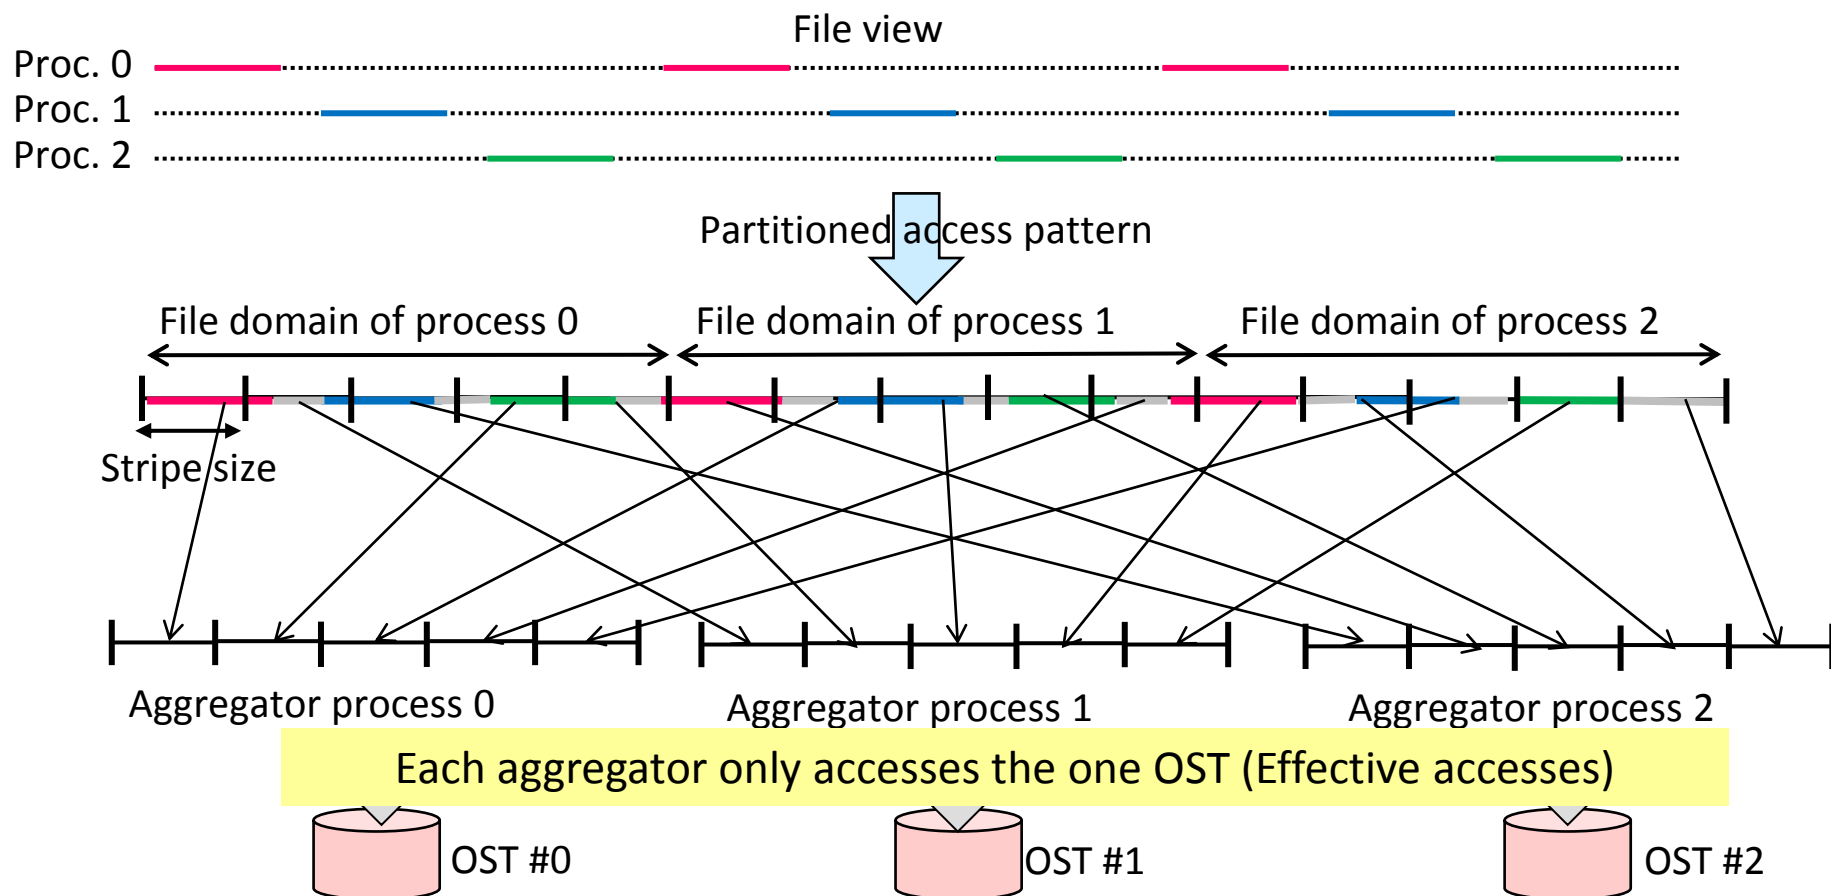 File view
Proc. 0
Proc. 1
Proc. 2
Partitioned access pattern
File domain of process 0
File domain of process 1
File domain of process 2
Stripe size
Aggregator process 0
Aggregator process 1
Aggregator process 2
Each aggregator only accesses the one OST (Effective accesses)
OST #0
OST #1
OST #2